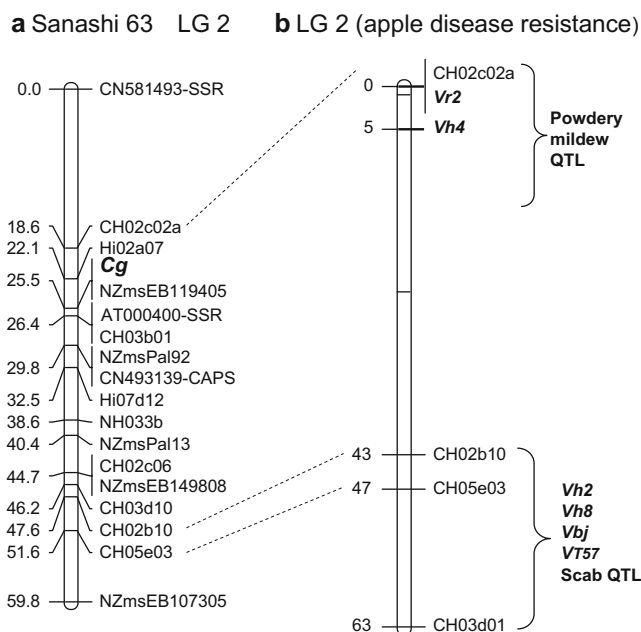 a Sanashi 63 LG 2
0.0 CN581493-SSR
18.6 CH02c02a
22.1 Hi02a07
Cg
25.5 NZmsEB119405
AT000400-SSR
26.4 CH03b01
NZmsPal92
29.8 CN493139-CAPS
32.5 Hi07d12
38.6 NH033b
40.4 NZmsPal13
CH02c06
44.7 NZmsEB149808
46.2 CH03d10
47.6 CH02b10
51.6 CH05e03
59.8 NZmsEB107305
b LG 2 (apple disease resistance)
CH02c02a
0 Vr2
5 Vh4
Powdery
mildew
QTL
43 CH02b10
47 CH05e03
63 CH03d01
Vh2
Vh8
Vbj
VT57
Scab QTL